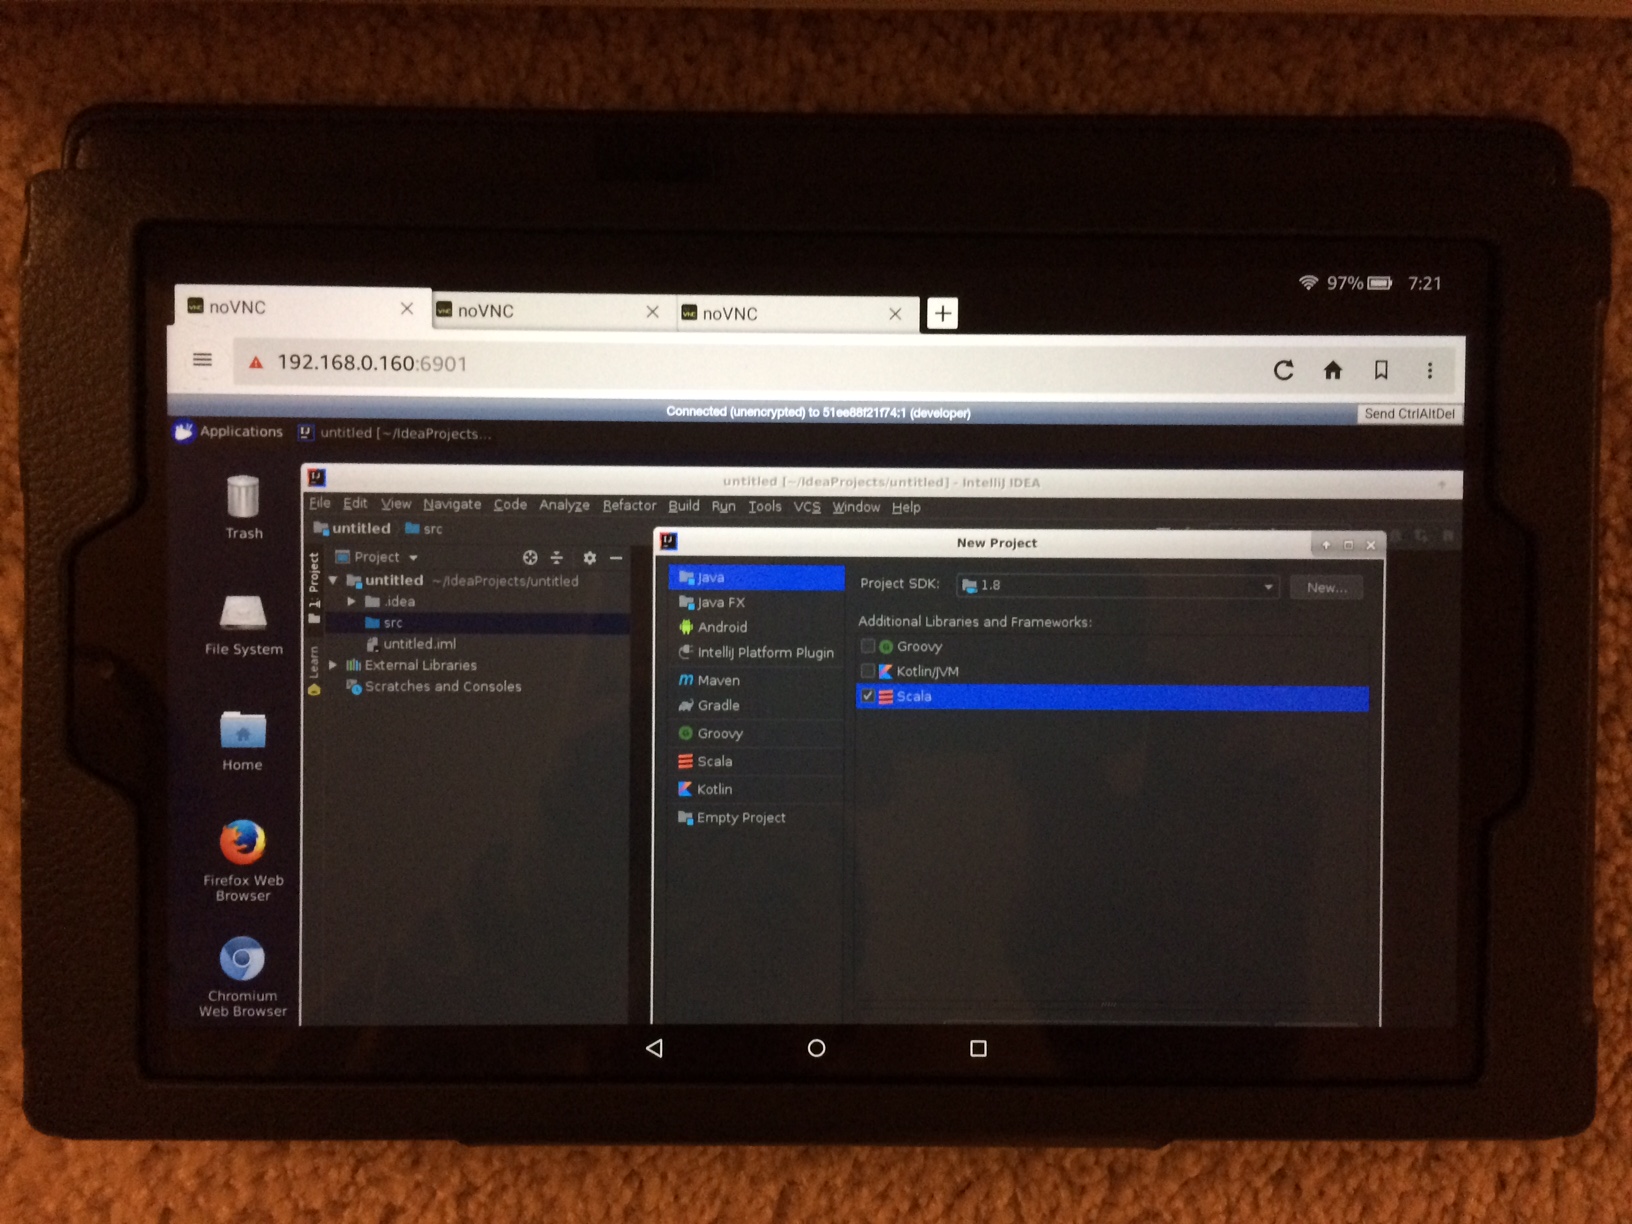 97% 7:21
noVNC
noVNC
noVNC
192.168.0.160:6901
Connected (unencrypted) to 51ee88f21f74:1 (developer)
Send CtrlAltDel
Applications
untitled [~/IdeaProjects...
Trash
File System
Home
Firefox Web
Browser
Chromium
Web Browser
untitled [~/IdeaProjects/untitled] - IntelliJ IDEA
File Edit View Navigate Code Analyze Refactor Build Run Tools VCS Window Help
untitled src
1: Project
Learn
Project
untitled ~/IdeaProjects/untitled
.idea
src
untitled.iml
External Libraries
Scratches and Consoles
New Project
Java
Java FX
Android
IntelliJ Platform Plugin
Maven
Gradle
Groovy
Scala
Kotlin
Empty Project
Project SDK: 1.8 New...
Additional Libraries and Frameworks:
Groovy
Kotlin/JVM
Scala